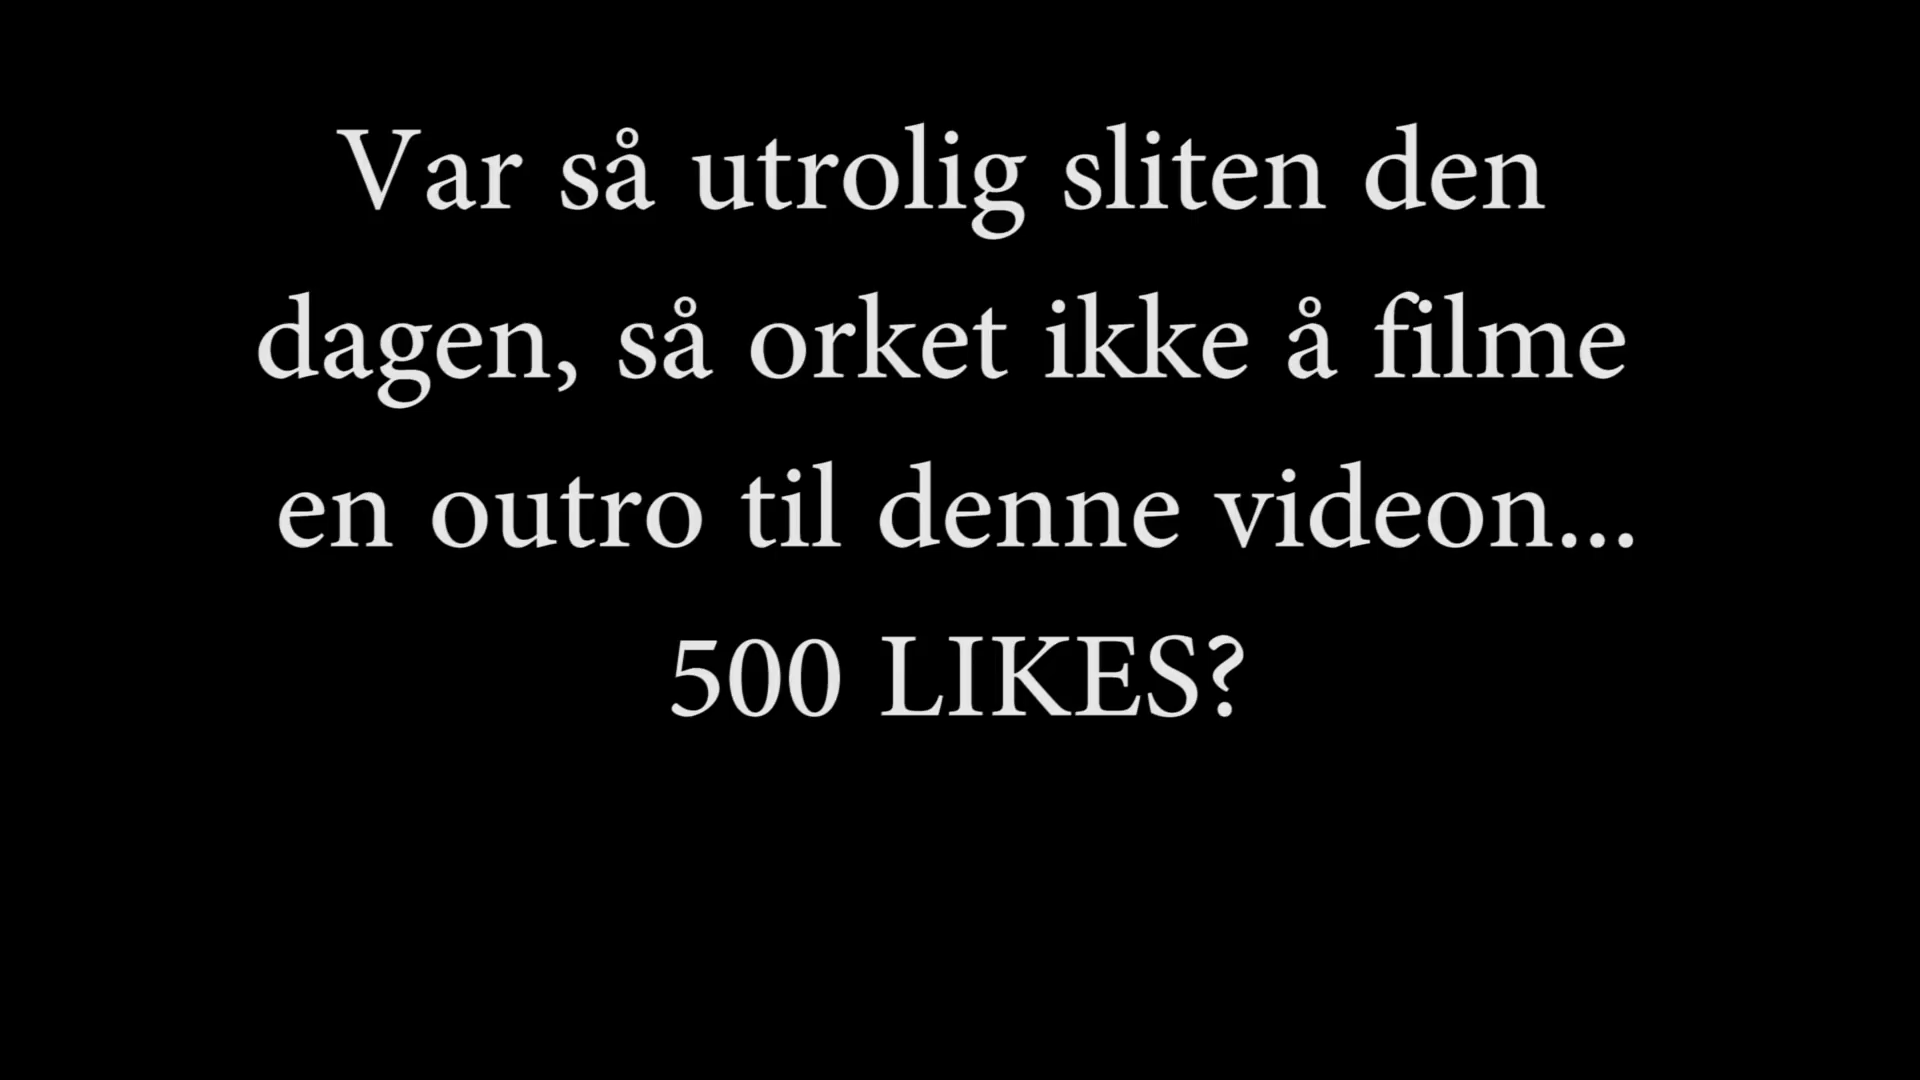 Var så utrolig sliten den
dagen, så orket ikke å filme
en outro til denne videon...
500 LIKES?